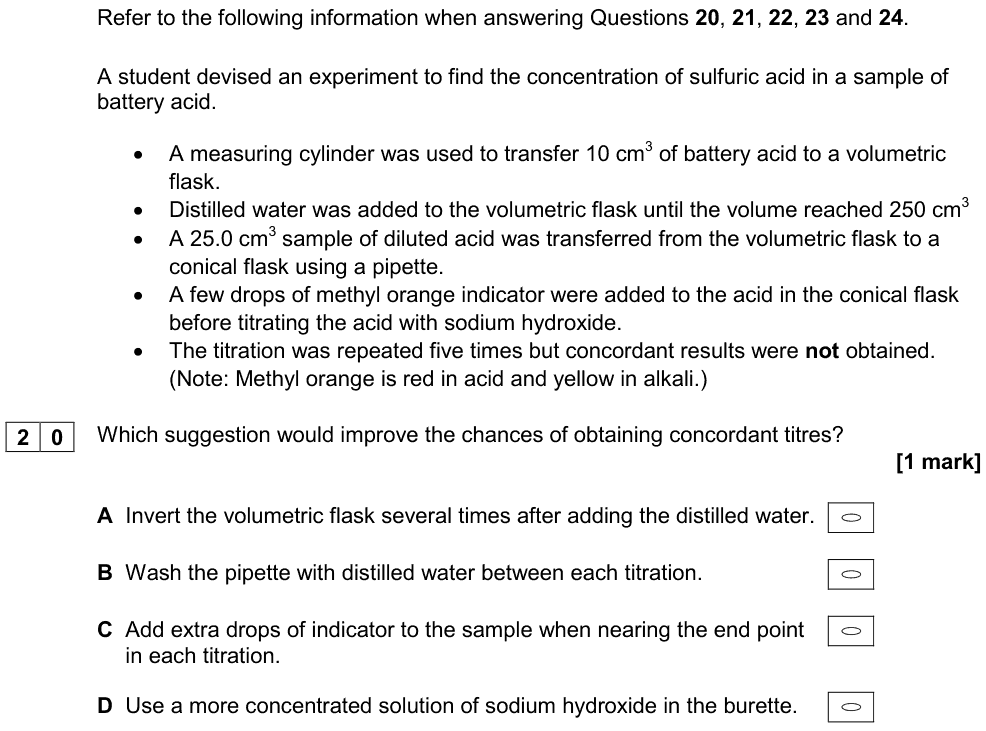 Refer to the following information when answering Questions 20, 21, 22, 23 and 24.
A student devised an experiment to find the concentration of sulfuric acid in a sample of
battery acid.
• A measuring cylinder was used to transfer 10 cm³ of battery acid to a volumetric
flask.
• Distilled water was added to the volumetric flask until the volume reached 250 cm³
• A 25.0 cm³ sample of diluted acid was transferred from the volumetric flask to a
conical flask using a pipette.
• A few drops of methyl orange indicator were added to the acid in the conical flask
before titrating the acid with sodium hydroxide.
• The titration was repeated five times but concordant results were not obtained.
(Note: Methyl orange is red in acid and yellow in alkali.)
2 0 Which suggestion would improve the chances of obtaining concordant titres?
[1 mark]
A Invert the volumetric flask several times after adding the distilled water.
B Wash the pipette with distilled water between each titration.
C Add extra drops of indicator to the sample when nearing the end point
in each titration.
D Use a more concentrated solution of sodium hydroxide in the burette.